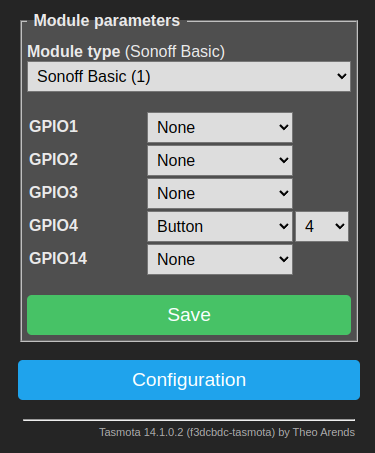 Module parameters
Module type (Sonoff Basic)
Sonoff Basic (1)
GPIO1 None
GPIO2 None
GPIO3 None
GPIO4 Button 4
GPIO14 None
Save
Configuration
Tasmota 14.1.0.2 (f3dcbdc-tasmota) by Theo Arends